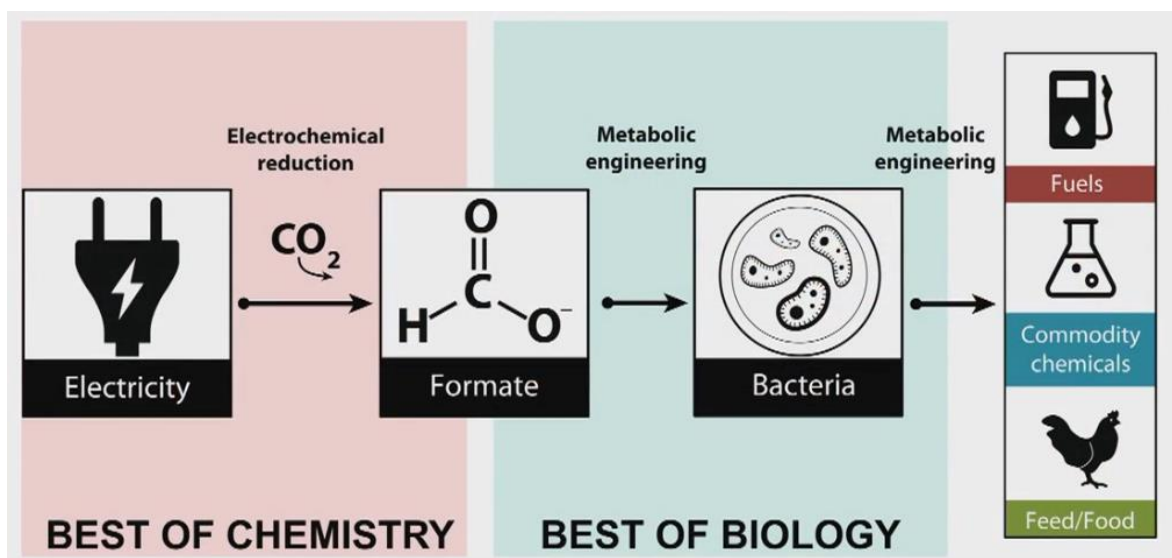 Electrochemical
reduction
CO₂
Electricity
O
C
H
O⁻
Formate
Metabolic
engineering
Bacteria
Metabolic
engineering
Fuels
Commodity
chemicals
Feed/Food
BEST OF CHEMISTRY
BEST OF BIOLOGY